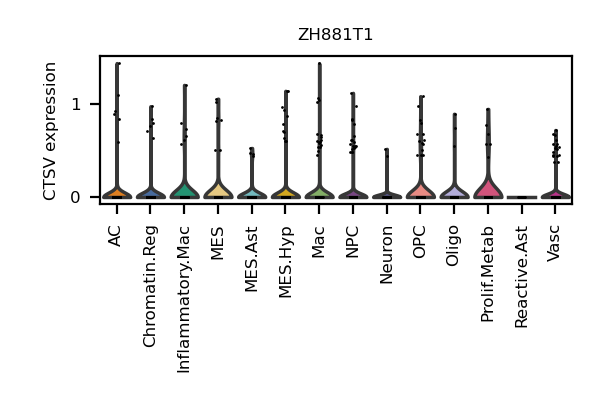 ZH881T1
CTSV expression
1
0
AC
Chromatin.Reg
Inflammatory.Mac
MES
MES.Ast
MES.Hyp
Mac
NPC
Neuron
OPC
Oligo
Prolif.Metab
Reactive.Ast
Vasc